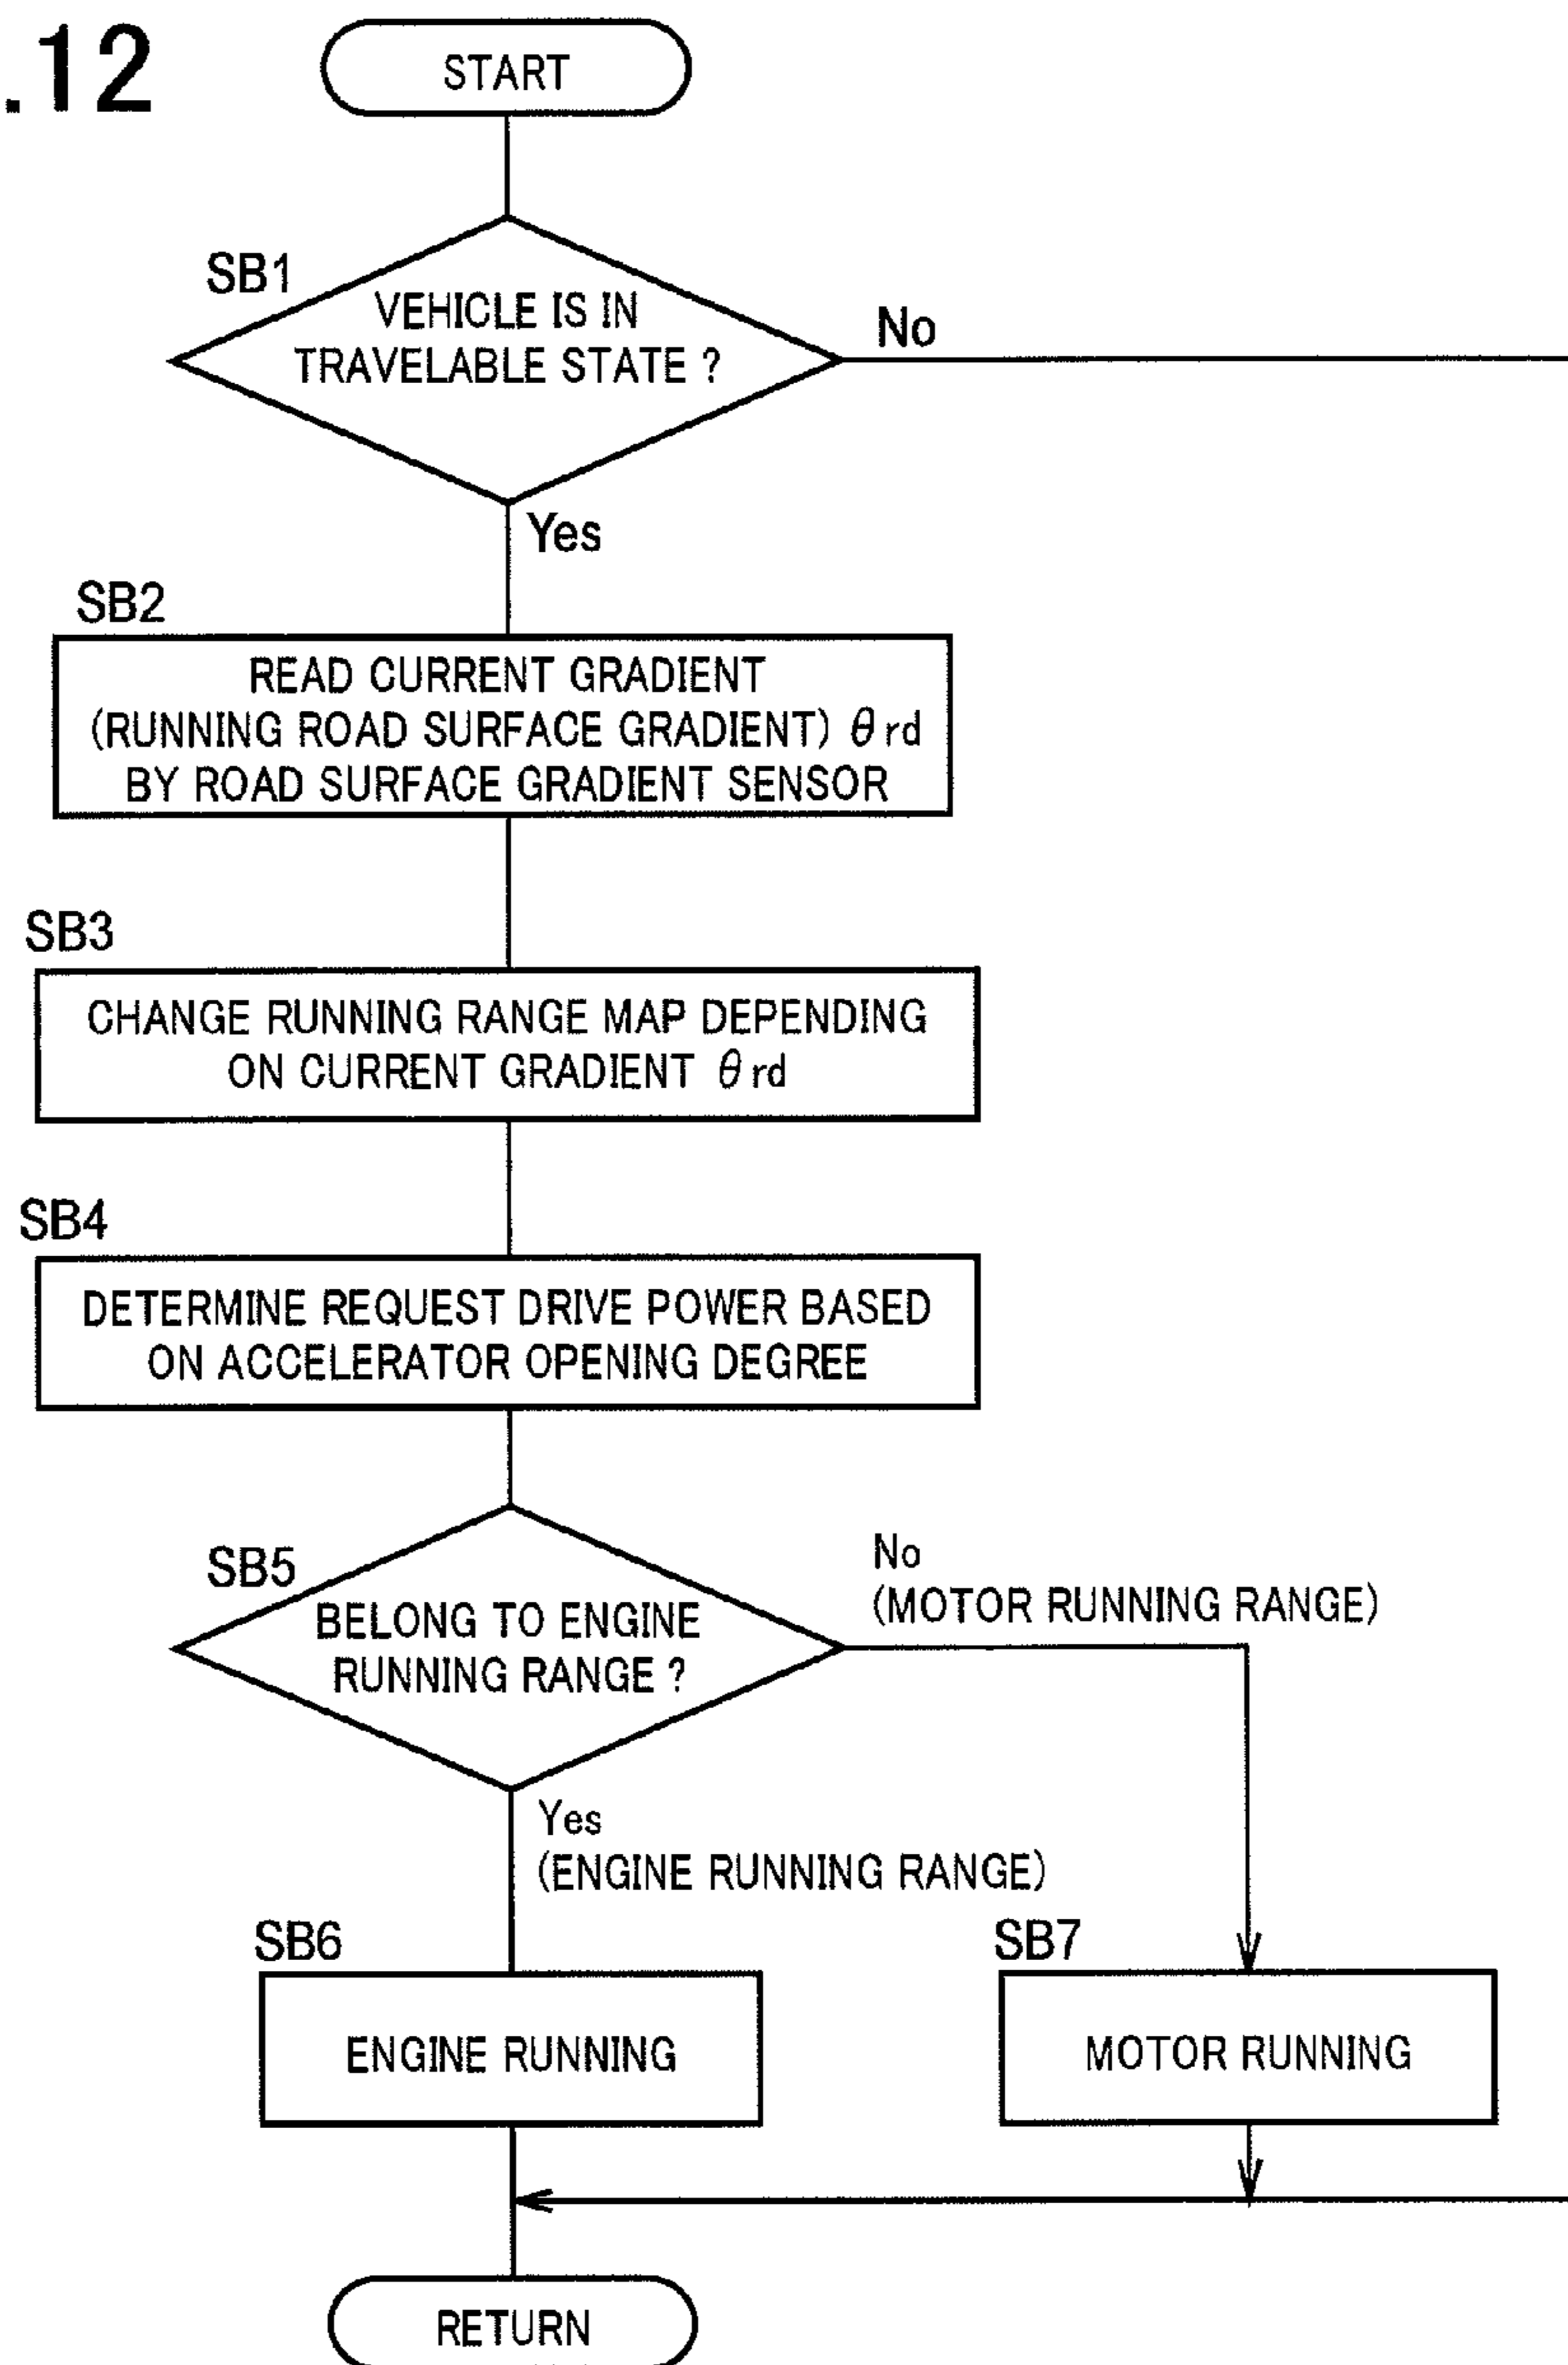 .12
START
SB1
VEHICLE IS IN
TRAVELABLE STATE ?
No
Yes
SB2
READ CURRENT GRADIENT
(RUNNING ROAD SURFACE GRADIENT) θrd
BY ROAD SURFACE GRADIENT SENSOR
SB3
CHANGE RUNNING RANGE MAP DEPENDING
ON CURRENT GRADIENT θrd
SB4
DETERMINE REQUEST DRIVE POWER BASED
ON ACCELERATOR OPENING DEGREE
SB5
BELONG TO ENGINE
RUNNING RANGE ?
No
(MOTOR RUNNING RANGE)
Yes
(ENGINE RUNNING RANGE)
SB6
ENGINE RUNNING
SB7
MOTOR RUNNING
RETURN